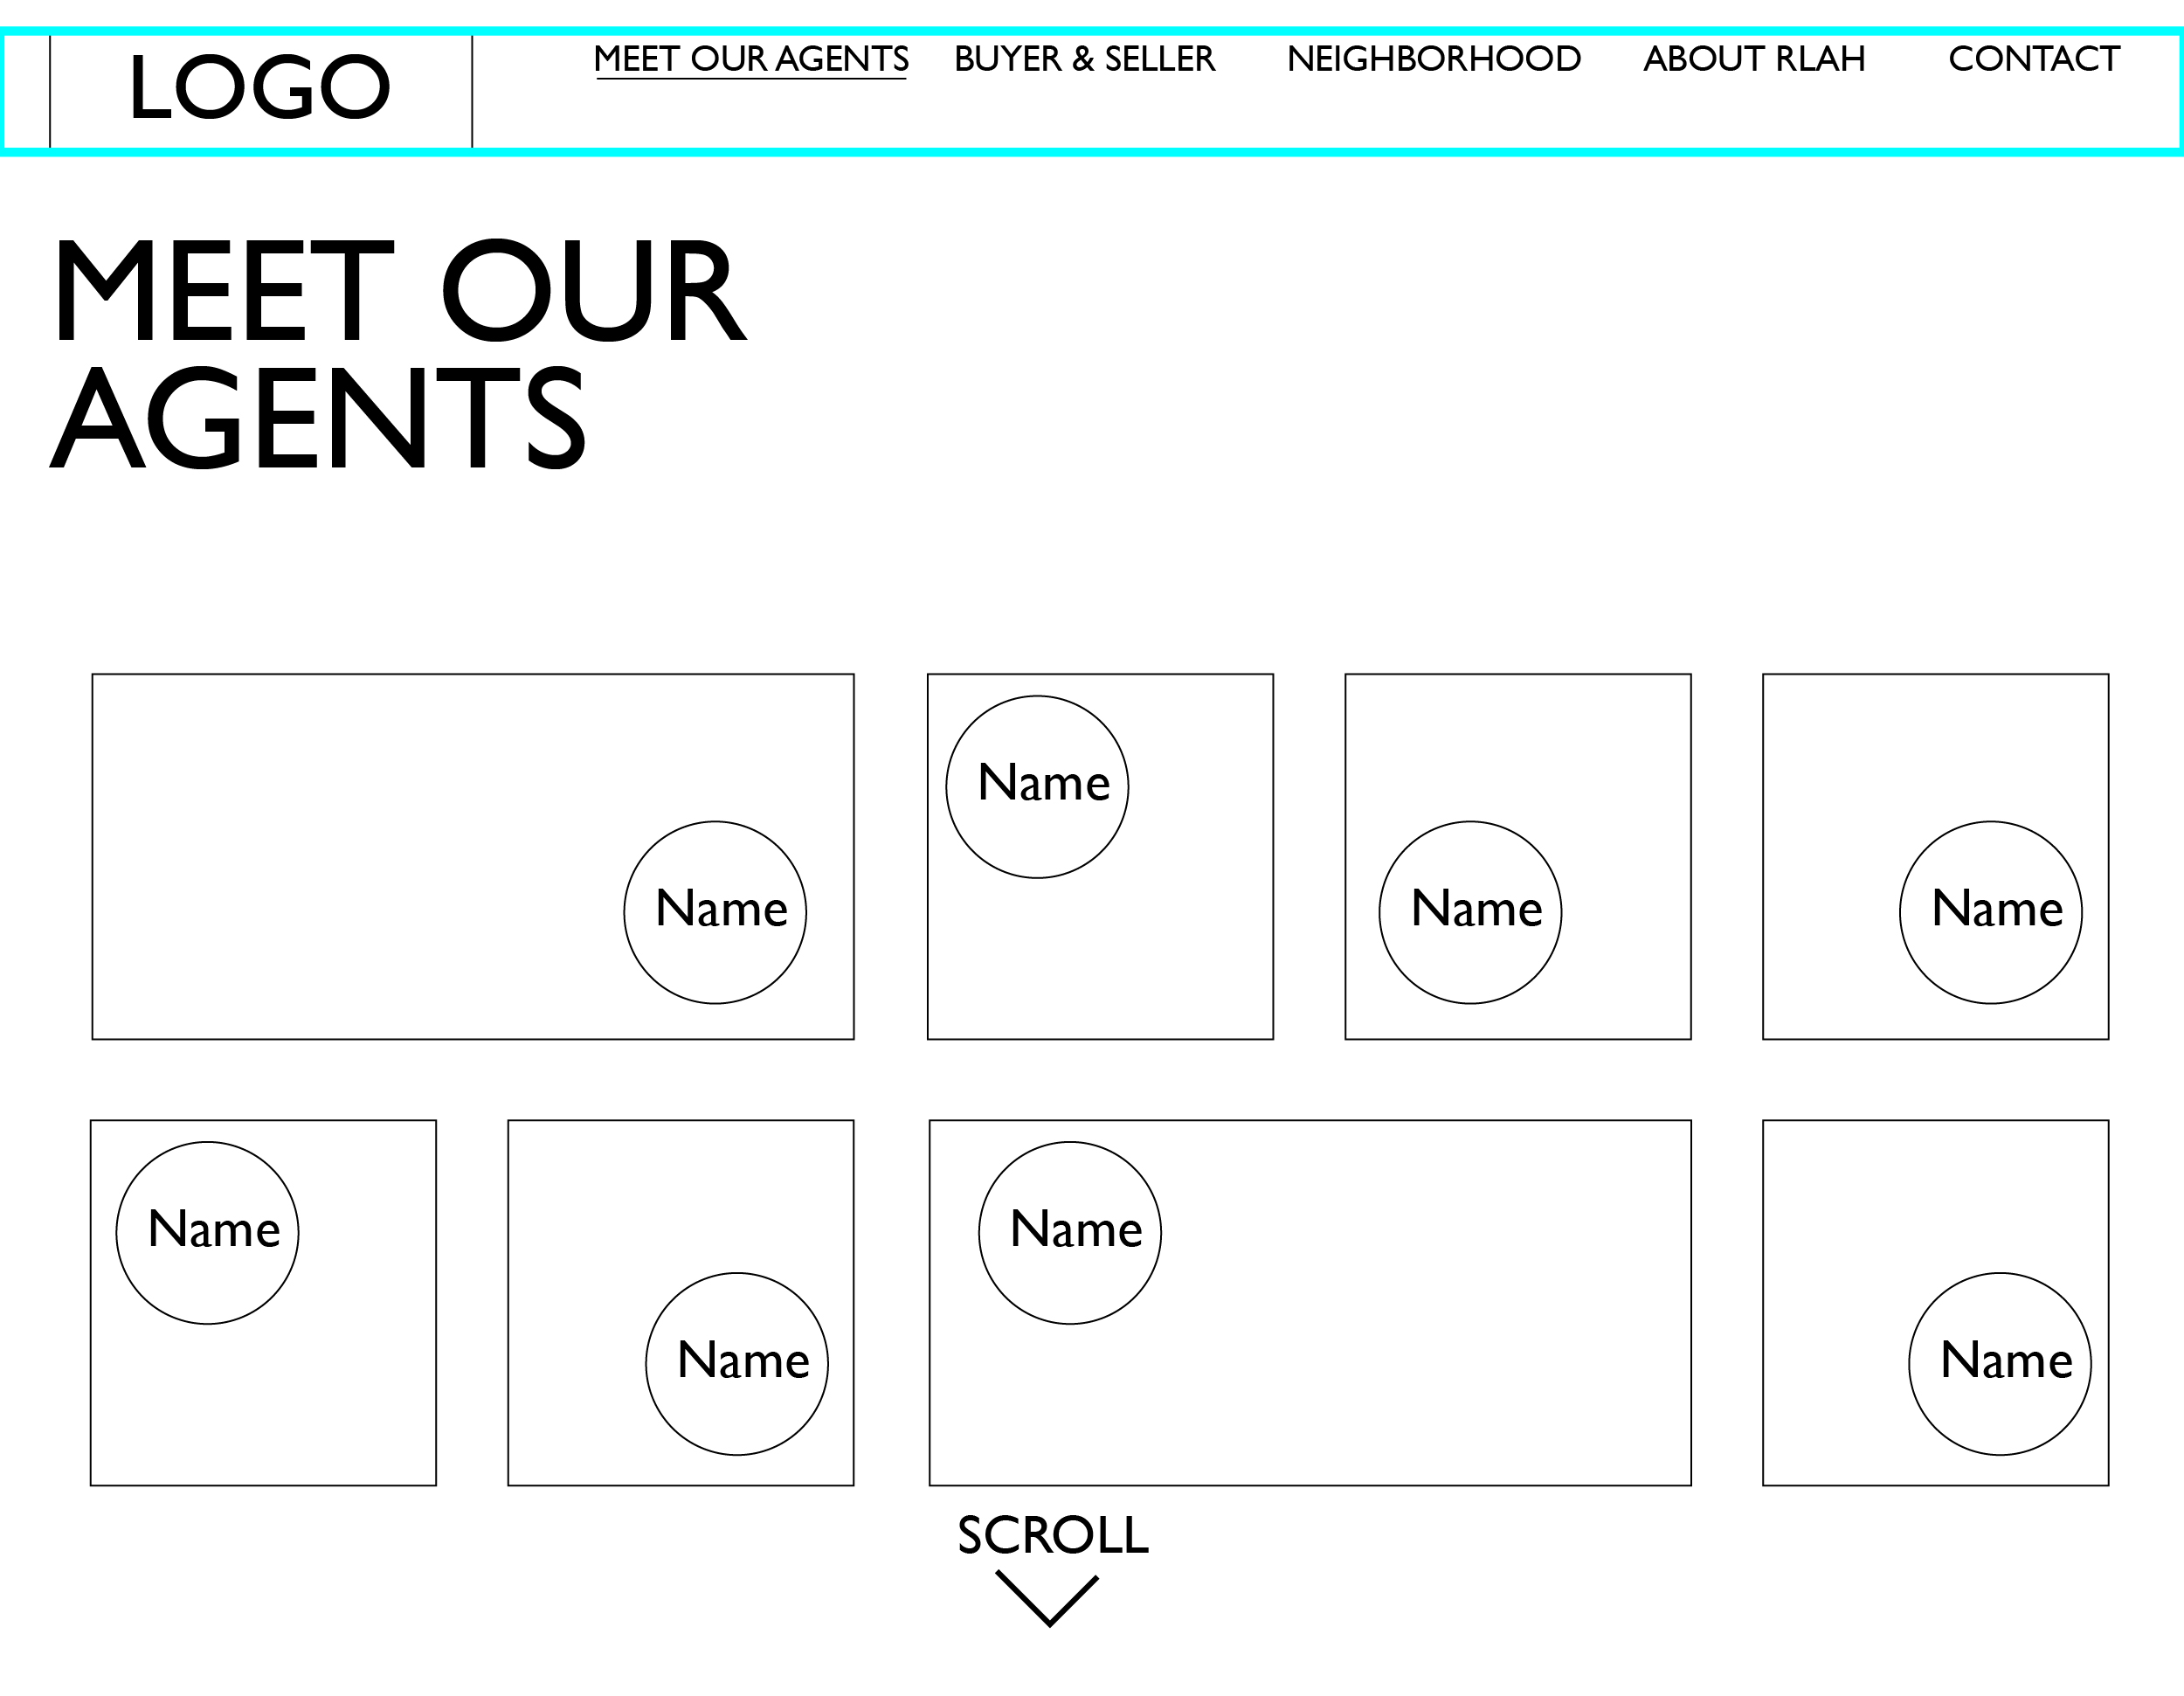 LOGO
MEET OUR AGENTS
BUYER & SELLER
NEIGHBORHOOD
ABOUT RLAH
CONTACT
MEET OUR
AGENTS
Name
Name
Name
Name
Name
Name
Name
Name
SCROLL